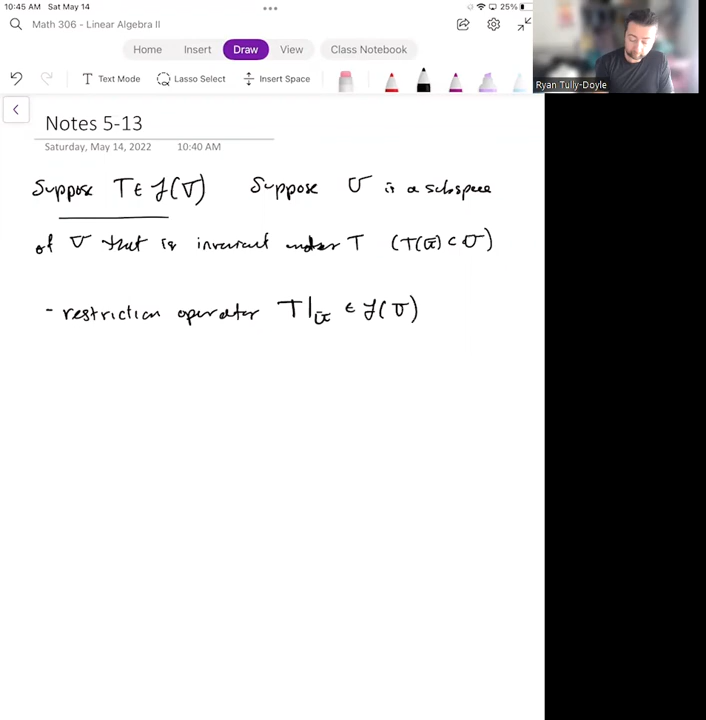 10:45 AM Sat May 14
25%
Math 306 - Linear Algebra II
Home Insert Draw View Class Notebook
Text Mode Lasso Select Insert Space
Ryan Tully-Doyle
Notes 5-13
Saturday, May 14, 2022 10:40 AM
Suppose T ∈ L(V) Suppose U is a subspace
of V that is invariant under T (T(U) ⊂ U)
- restriction operator T|U ∈ L(U)